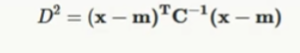 D² = (x − m)ᵀC⁻¹(x − m)